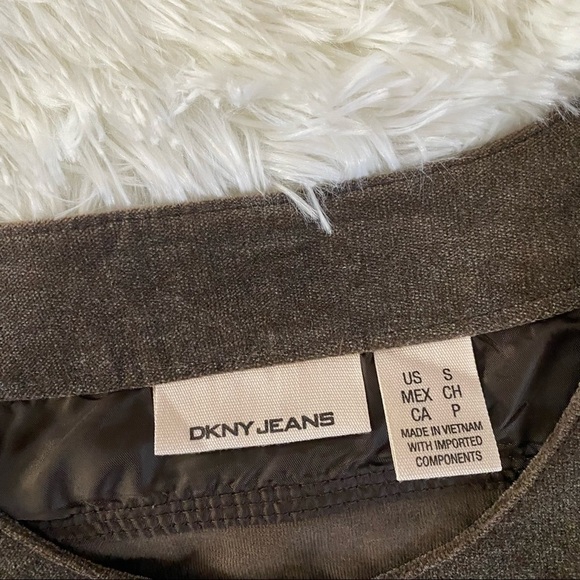 DKNY JEANS
US S
MEX CH
CA P
MADE IN VIETNAM
WITH IMPORTED
COMPONENTS